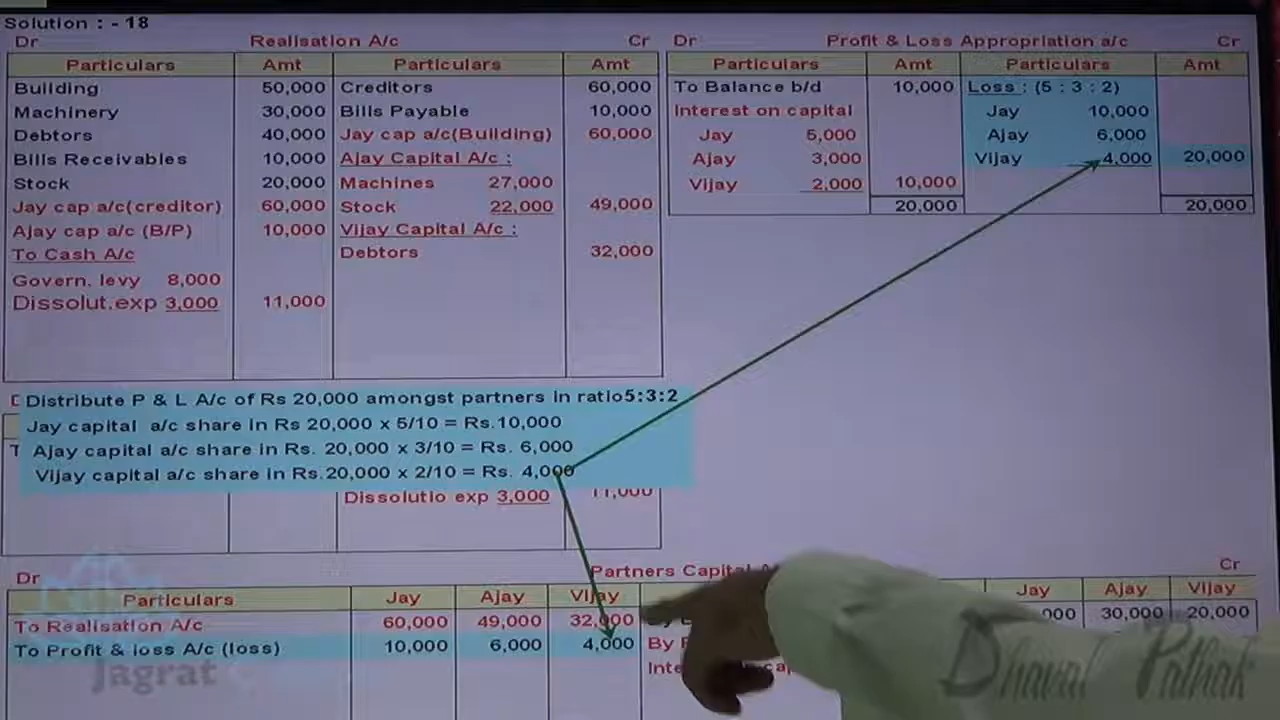 Solution : - 18
Dr Realisation A/c Cr
Particulars Amt Particulars Amt
Building 50,000 Creditors 60,000
Machinery 30,000 Bills Payable 10,000
Debtors 40,000 Jay cap a/c(Building) 60,000
Bills Receivables 10,000 Ajay Capital A/c :
Stock 20,000 Machines 27,000
Jay cap a/c(creditor) 60,000 Stock 22,000 49,000
Ajay cap a/c (B/P) 10,000 Vijay Capital A/c :
To Cash A/c Debtors 32,000
Govern. levy 8,000
Dissolut.exp 3,000 11,000
Dr Profit & Loss Appropriation a/c Cr
Particulars Amt Particulars Amt
To Balance b/d 10,000 Loss : (5 : 3 : 2)
Interest on capital Jay 10,000
Jay 5,000 Ajay 6,000
Ajay 3,000 Vijay 4,000 20,000
Vijay 2,000 10,000
20,000 20,000
Distribute P & L A/c of Rs 20,000 amongst partners in ratio5:3:2
Jay capital a/c share in Rs 20,000 x 5/10 = Rs.10,000
Ajay capital a/c share in Rs. 20,000 x 3/10 = Rs. 6,000
Vijay capital a/c share in Rs.20,000 x 2/10 = Rs. 4,000
Dissolutio exp 3,000 11,000
Dr Partners Capital Cr
Particulars Jay Ajay Vijay Jay Ajay Vijay
To Realisation A/c 60,000 49,000 32,000 30,000 20,000
To Profit & loss A/c (loss) 10,000 6,000 4,000 By
Jagrat
Dhaval Pathak